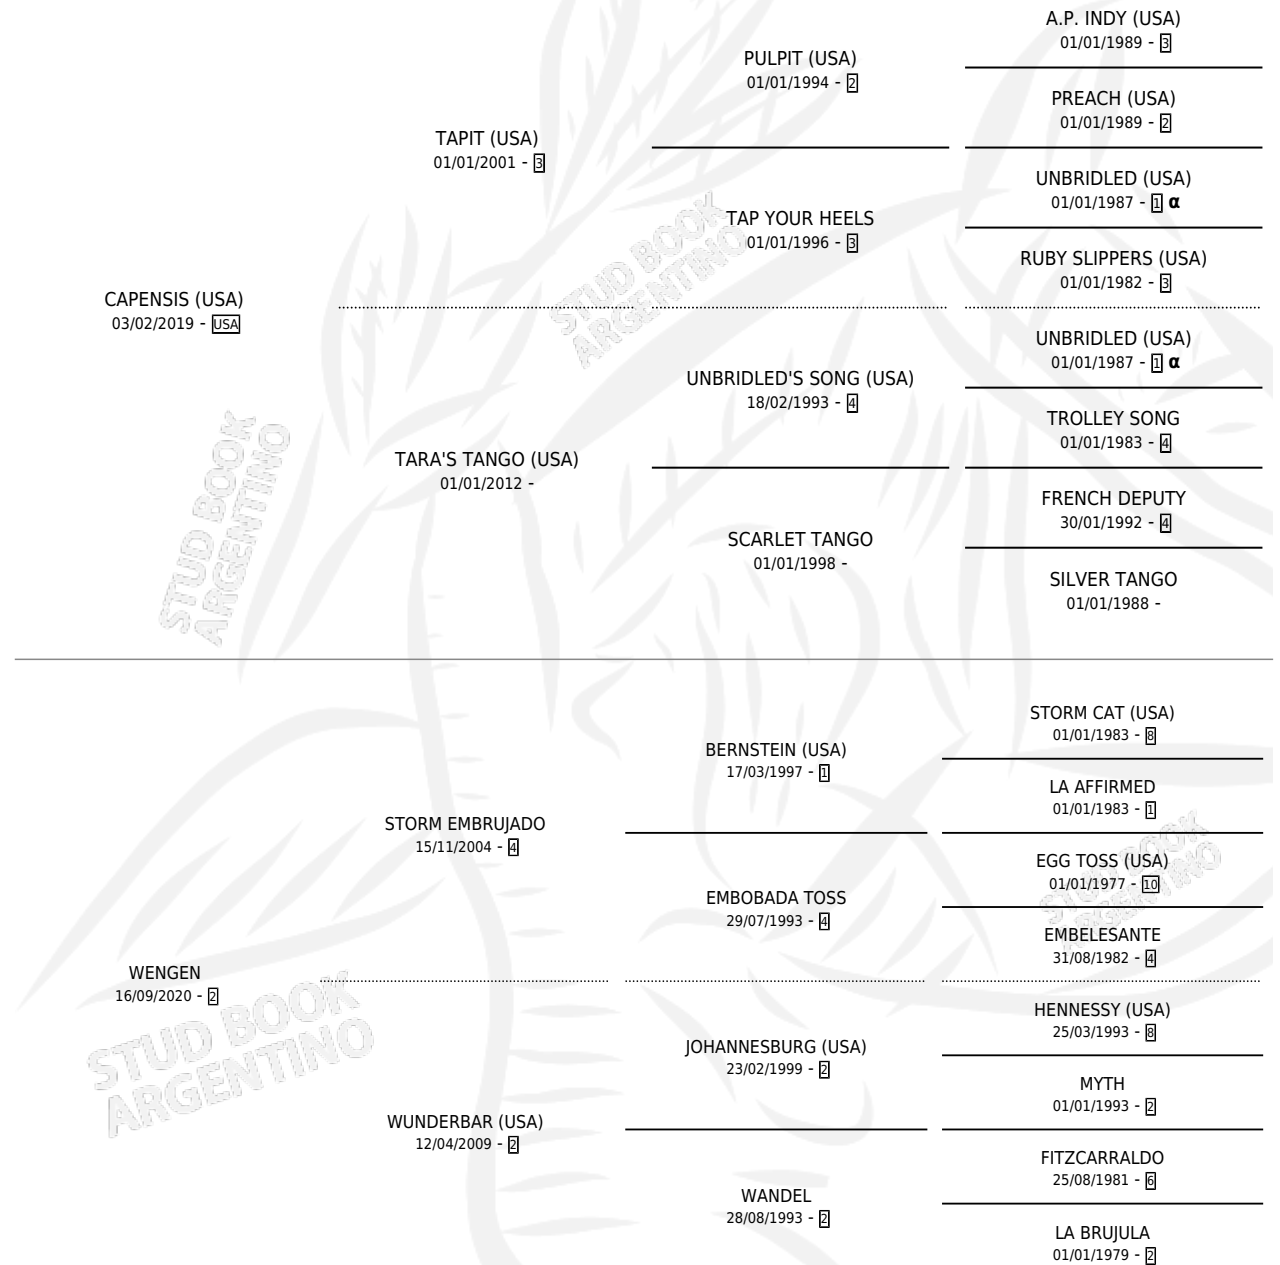 A.P. INDY (USA)
01/01/1989 - 3
PULPIT (USA)
01/01/1994 - 2
PREACH (USA)
01/01/1989 - 2
TAPIT (USA)
01/01/2001 - 3
UNBRIDLED (USA)
01/01/1987 - 1 α
TAP YOUR HEELS
01/01/1996 - 3
RUBY SLIPPERS (USA)
01/01/1982 - 3
CAPENSIS (USA)
03/02/2019 - USA
UNBRIDLED (USA)
01/01/1987 - 1 α
UNBRIDLED'S SONG (USA)
18/02/1993 - 4
TROLLEY SONG
01/01/1983 - 4
TARA'S TANGO (USA)
01/01/2012 -
FRENCH DEPUTY
30/01/1992 - 4
SCARLET TANGO
01/01/1998 -
SILVER TANGO
01/01/1988 -
STUD BOOK
ARGENTINO
STUD BOOK
ARGENTINO
STORM CAT (USA)
01/01/1983 - 8
BERNSTEIN (USA)
17/03/1997 - 1
LA AFFIRMED
01/01/1983 - 1
STORM EMBRUJADO
15/11/2004 - 4
EGG TOSS (USA)
01/01/1977 - 10
EMBOBADA TOSS
29/07/1993 - 4
EMBELESANTE
31/08/1982 - 4
WENGEN
16/09/2020 - 2
HENNESSY (USA)
25/03/1993 - 8
JOHANNESBURG (USA)
23/02/1999 - 2
MYTH
01/01/1993 - 2
WUNDERBAR (USA)
12/04/2009 - 2
FITZCARRALDO
25/08/1981 - 6
WANDEL
28/08/1993 - 2
LA BRUJULA
01/01/1979 - 2
STUD BOOK
ARGENTINO
STUD BOOK
ARGENTINO